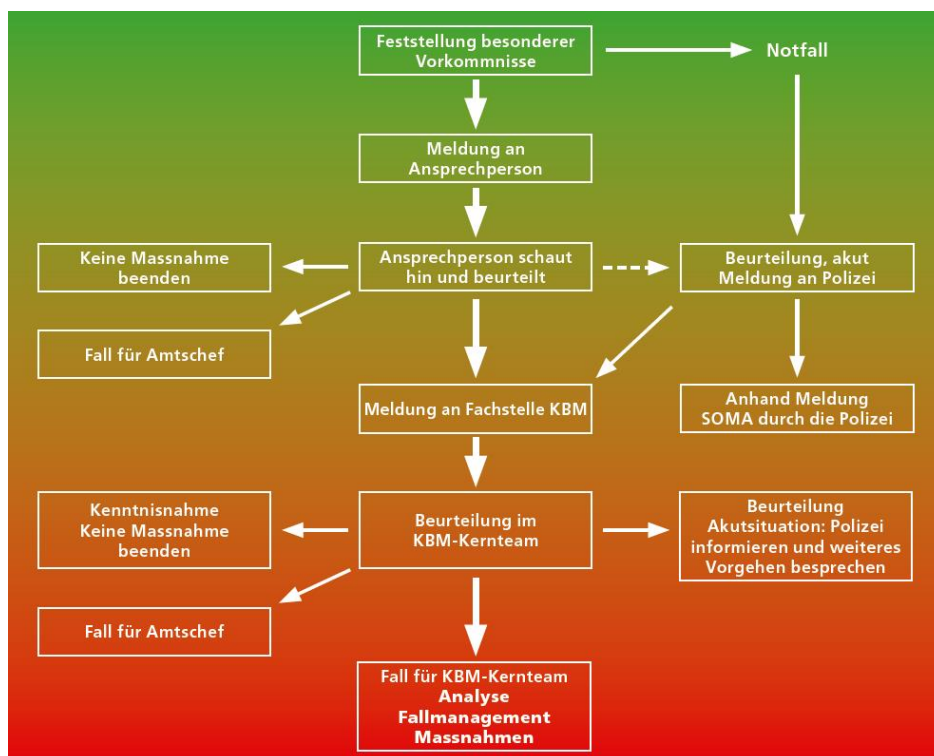 Feststellung besonderer
Vorkommnisse
Notfall
Meldung an
Ansprechperson
Keine Massnahme
beenden
Ansprechperson schaut
hin und beurteilt
Beurteilung, akut
Meldung an Polizei
Fall für Amtschef
Meldung an Fachstelle KBM
Anhand Meldung
SOMA durch die Polizei
Kenntnisnahme
Keine Massnahme
beenden
Beurteilung im
KBM-Kernteam
Beurteilung
Akutsituation: Polizei
informieren und weiteres
Vorgehen besprechen
Fall für Amtschef
Fall für KBM-Kernteam
Analyse
Fallmanagement
Massnahmen